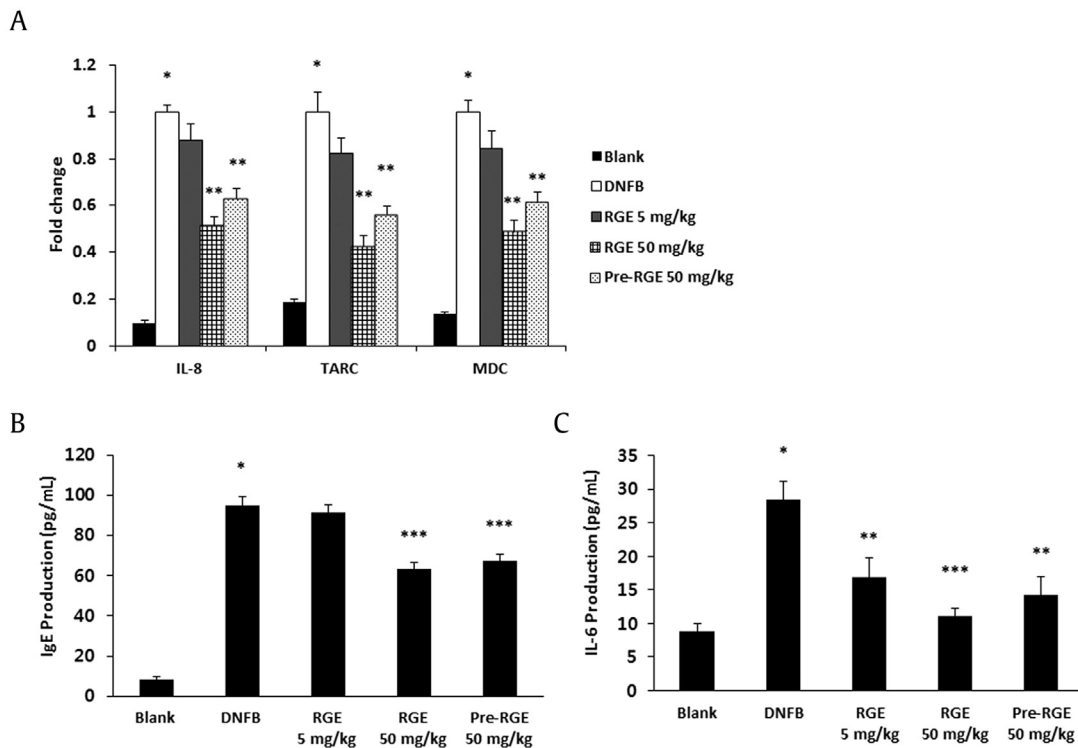 A
Fold change
1.2
1
0.8
0.6
0.4
0.2
0
* * *
** ** ** ** ** **
IL-8 TARC MDC
Blank
DNFB
RGE 5 mg/kg
RGE 50 mg/kg
Pre-RGE 50 mg/kg
B
IgE Production (pg/mL)
120
100
80
60
40
20
0
* *** ***
Blank DNFB RGE RGE Pre-RGE
5 mg/kg 50 mg/kg 50 mg/kg
C
IL-6 Production (pg/mL)
35
30
25
20
15
10
5
0
* ** *** **
Blank DNFB RGE RGE Pre-RGE
5 mg/kg 50 mg/kg 50 mg/kg